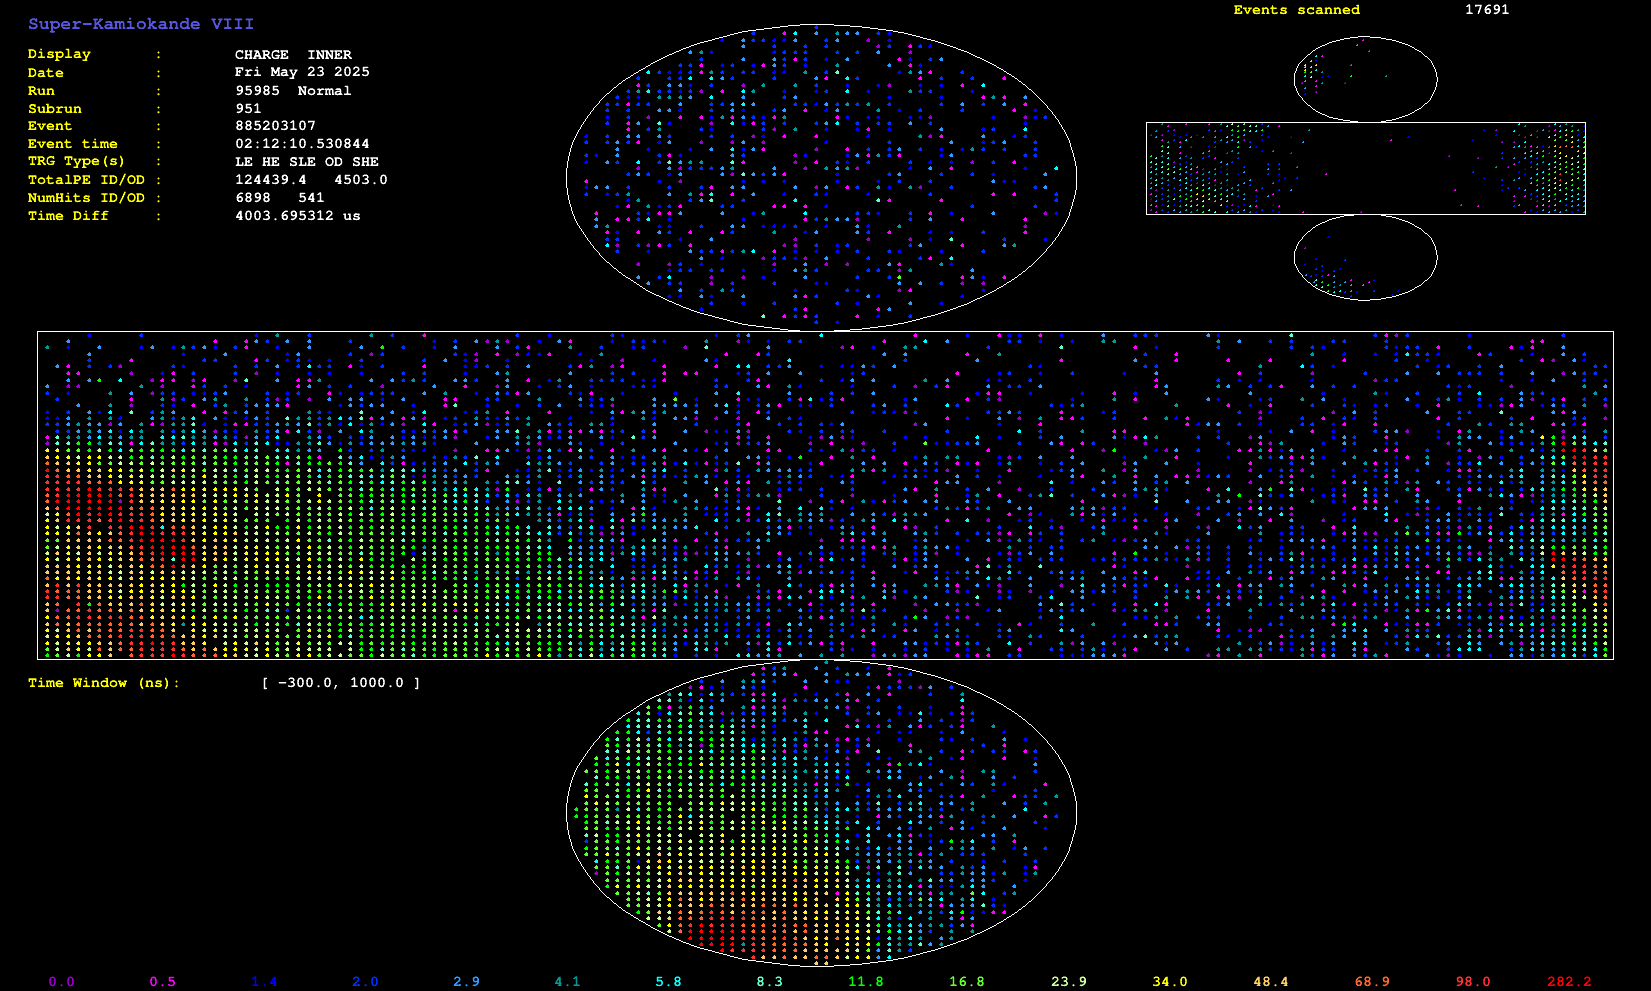 Super-Kamiokande VIII
Events scanned 17691
Display : CHARGE INNER
Date : Fri May 23 2025
Run : 95985 Normal
Subrun : 951
Event : 885203107
Event time : 02:12:10.530844
TRG Type(s) : LE HE SLE OD SHE
TotalPE ID/OD : 124439.4 4503.0
NumHits ID/OD : 6898 541
Time Diff : 4003.695312 us
Time Window (ns): [ -300.0, 1000.0 ]
0.0 0.5 1.4 2.0 2.9 4.1 5.8 8.3 11.8 16.8 23.9 34.0 48.4 68.9 98.0 282.2